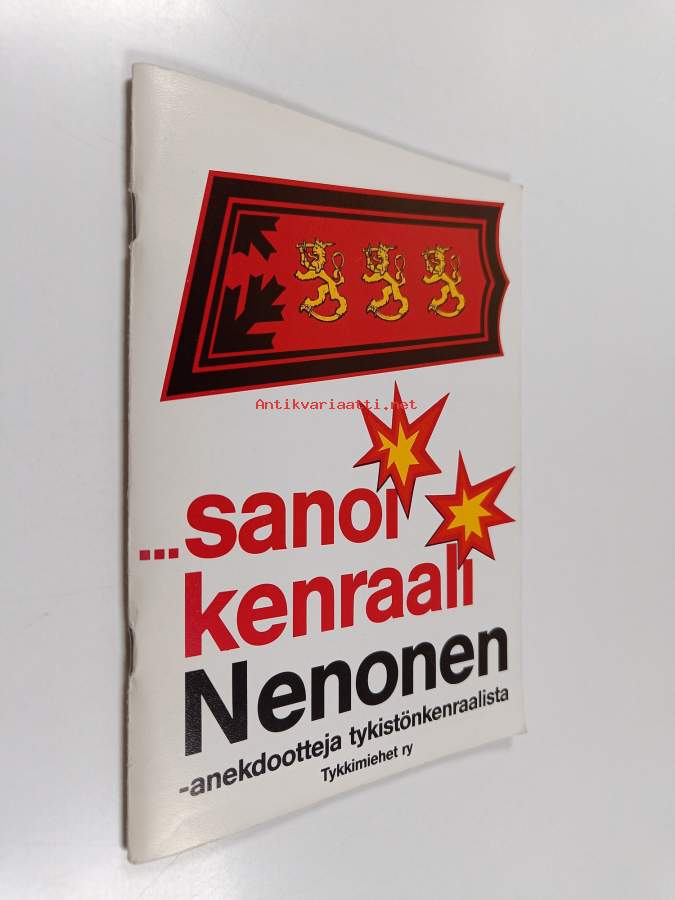 Antikvariaatti.net
...sanoi
kenraali
Nenonen
-anekdootteja tykistönkenraalista
Tykkimiehet ry